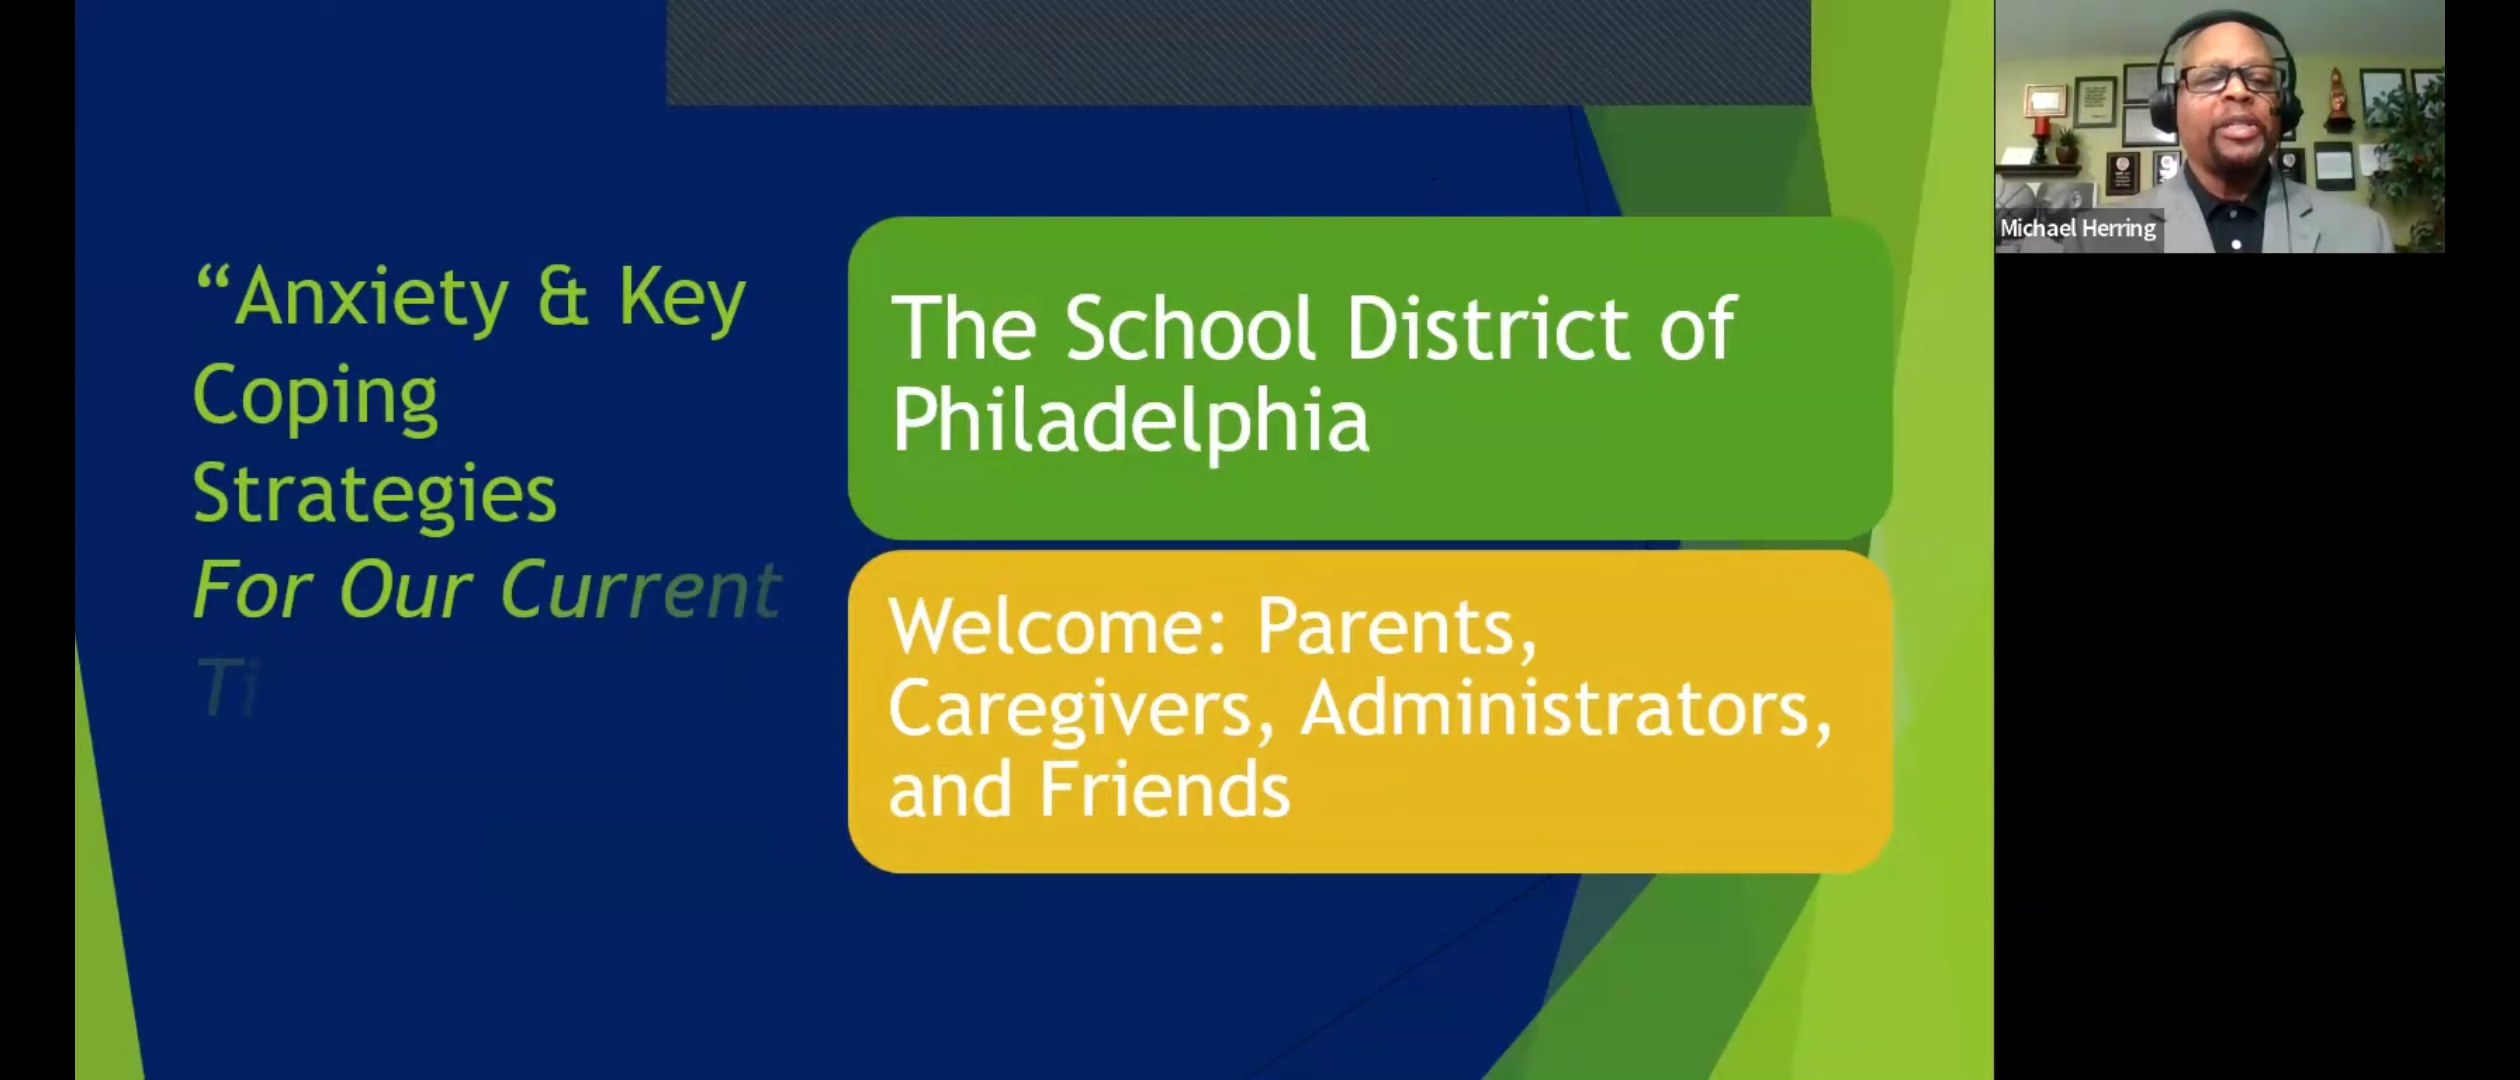 “Anxiety & Key
Coping
Strategies
For Our Current
Ti
The School District of
Philadelphia
Welcome: Parents,
Caregivers, Administrators,
and Friends
Michael Herring